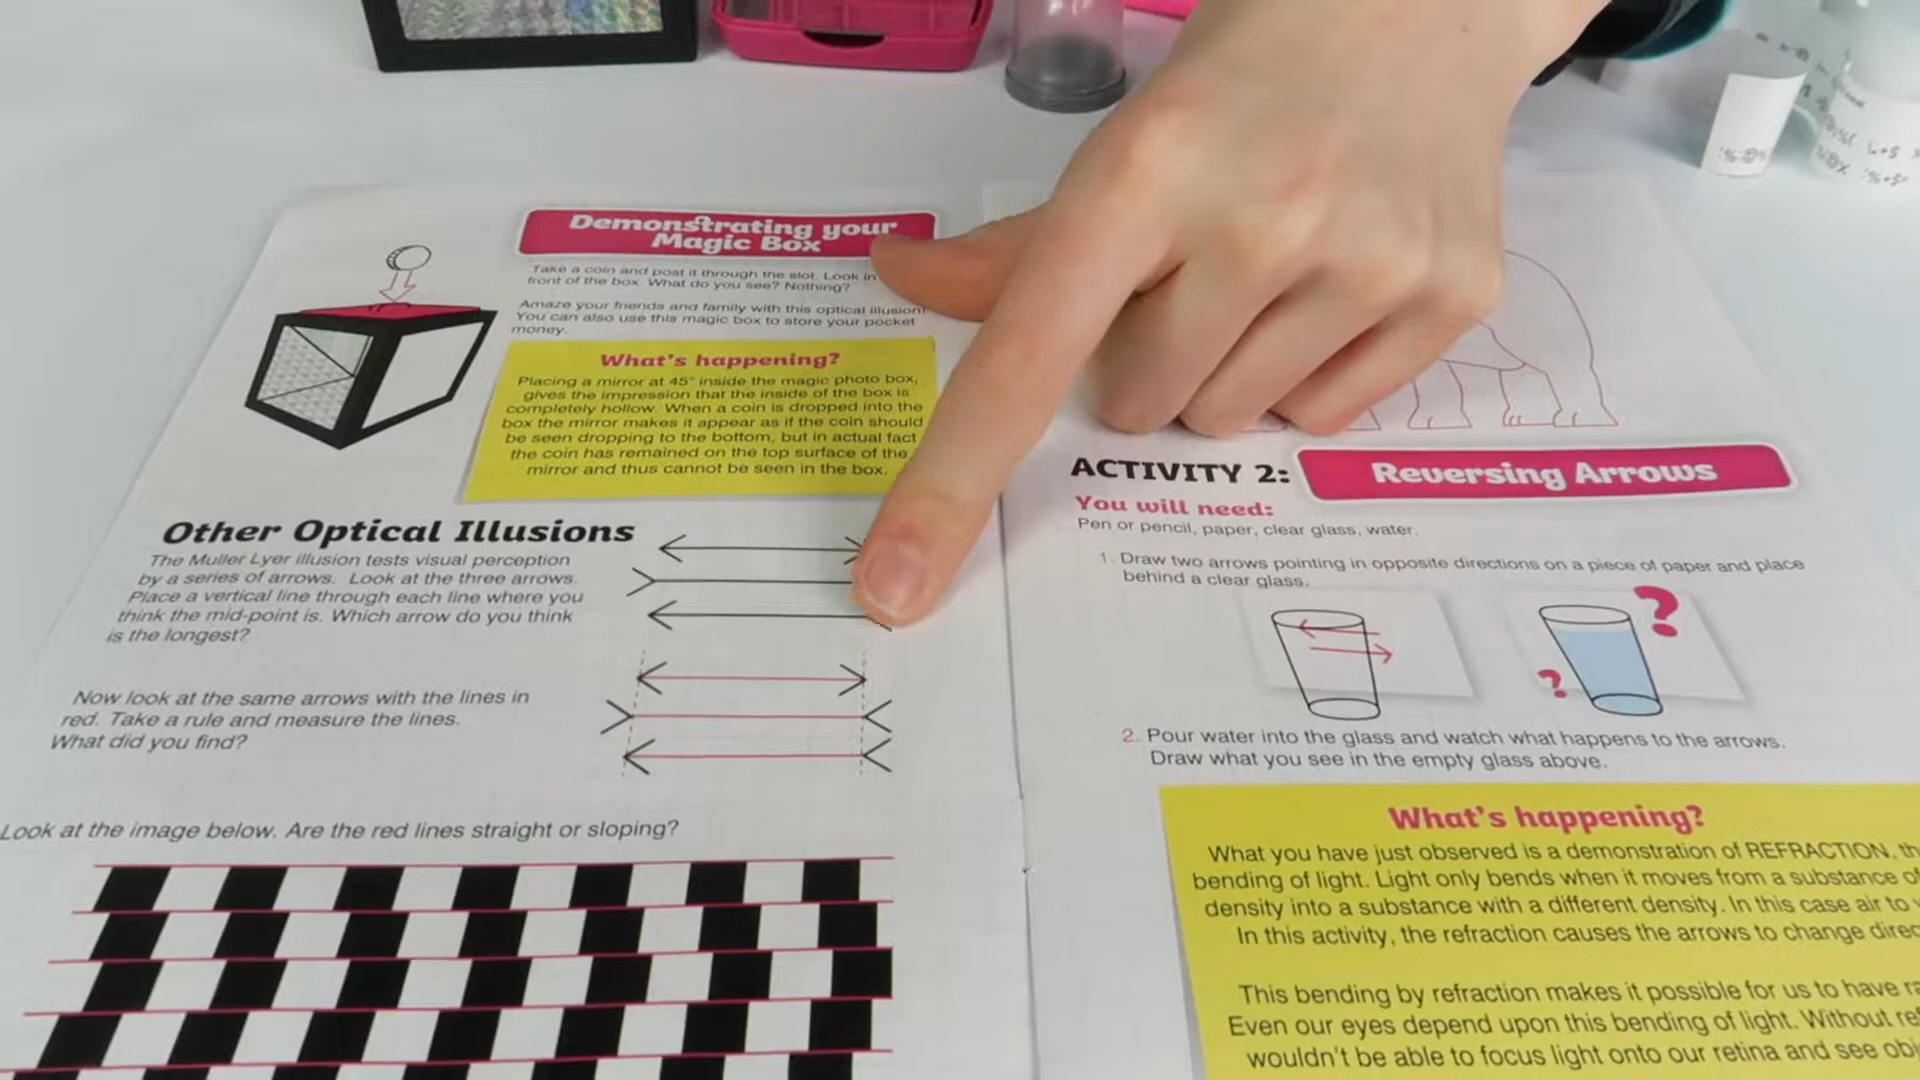 Demonstrating your
Magic Box
Take a coin and post it through the slot. Look in
front of the box. What do you see? Nothing?
Amaze your friends and family with this optical illusion
You can also use this magic box to store your pocket
money.
What's happening?
Placing a mirror at 45° inside the magic photo box,
gives the impression that the inside of the box is
completely hollow. When a coin is dropped into the
box the mirror makes it appear as if the coin should
be seen dropping to the bottom, but in actual fact
the coin has remained on the top surface of the
mirror and thus cannot be seen in the box.
Other Optical Illusions
The Muller Lyer illusion tests visual perception
by a series of arrows. Look at the three arrows.
Place a vertical line through each line where you
think the mid-point is. Which arrow do you think
is the longest?
Now look at the same arrows with the lines in
red. Take a rule and measure the lines.
What did you find?
Look at the image below. Are the red lines straight or sloping?
ACTIVITY 2:
Reversing Arrows
You will need:
Pen or pencil, paper, clear glass, water.
1. Draw two arrows pointing in opposite directions on a piece of paper and place
behind a clear glass.
?
?
2. Pour water into the glass and watch what happens to the arrows.
Draw what you see in the empty glass above.
What's happening?
What you have just observed is a demonstration of REFRACTION, th
bending of light. Light only bends when it moves from a substance of
density into a substance with a different density. In this case air to
In this activity, the refraction causes the arrows to change direc
This bending by refraction makes it possible for us to have
Even our eyes depend upon this bending of light. Without
wouldn't be able to focus light onto our retina and see